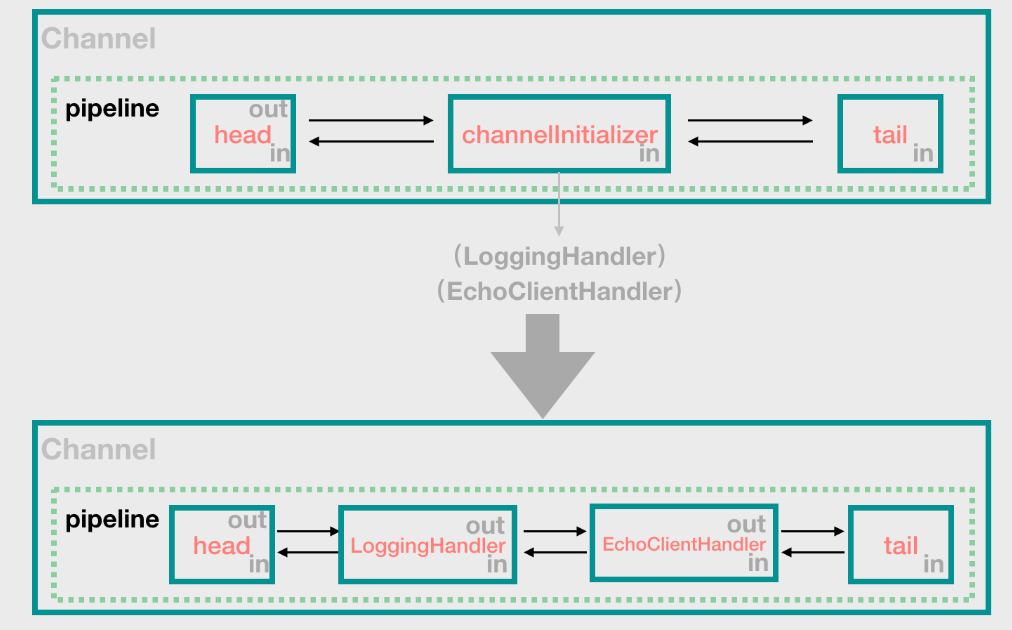 Channel
pipeline
out
head
in
channelInitializer
in
tail
in
(LoggingHandler)
(EchoClientHandler)
Channel
pipeline
out
head
in
out
LoggingHandler
in
out
EchoClientHandler
in
tail
in